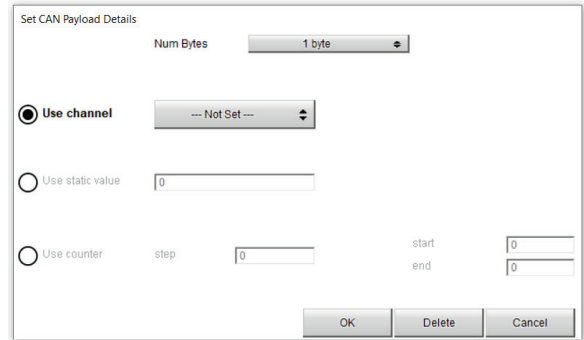 Set CAN Payload Details
Num Bytes 1 byte
Use channel --- Not Set ---
Use static value 0
start 0
Use counter step 0
end 0
OK Delete Cancel